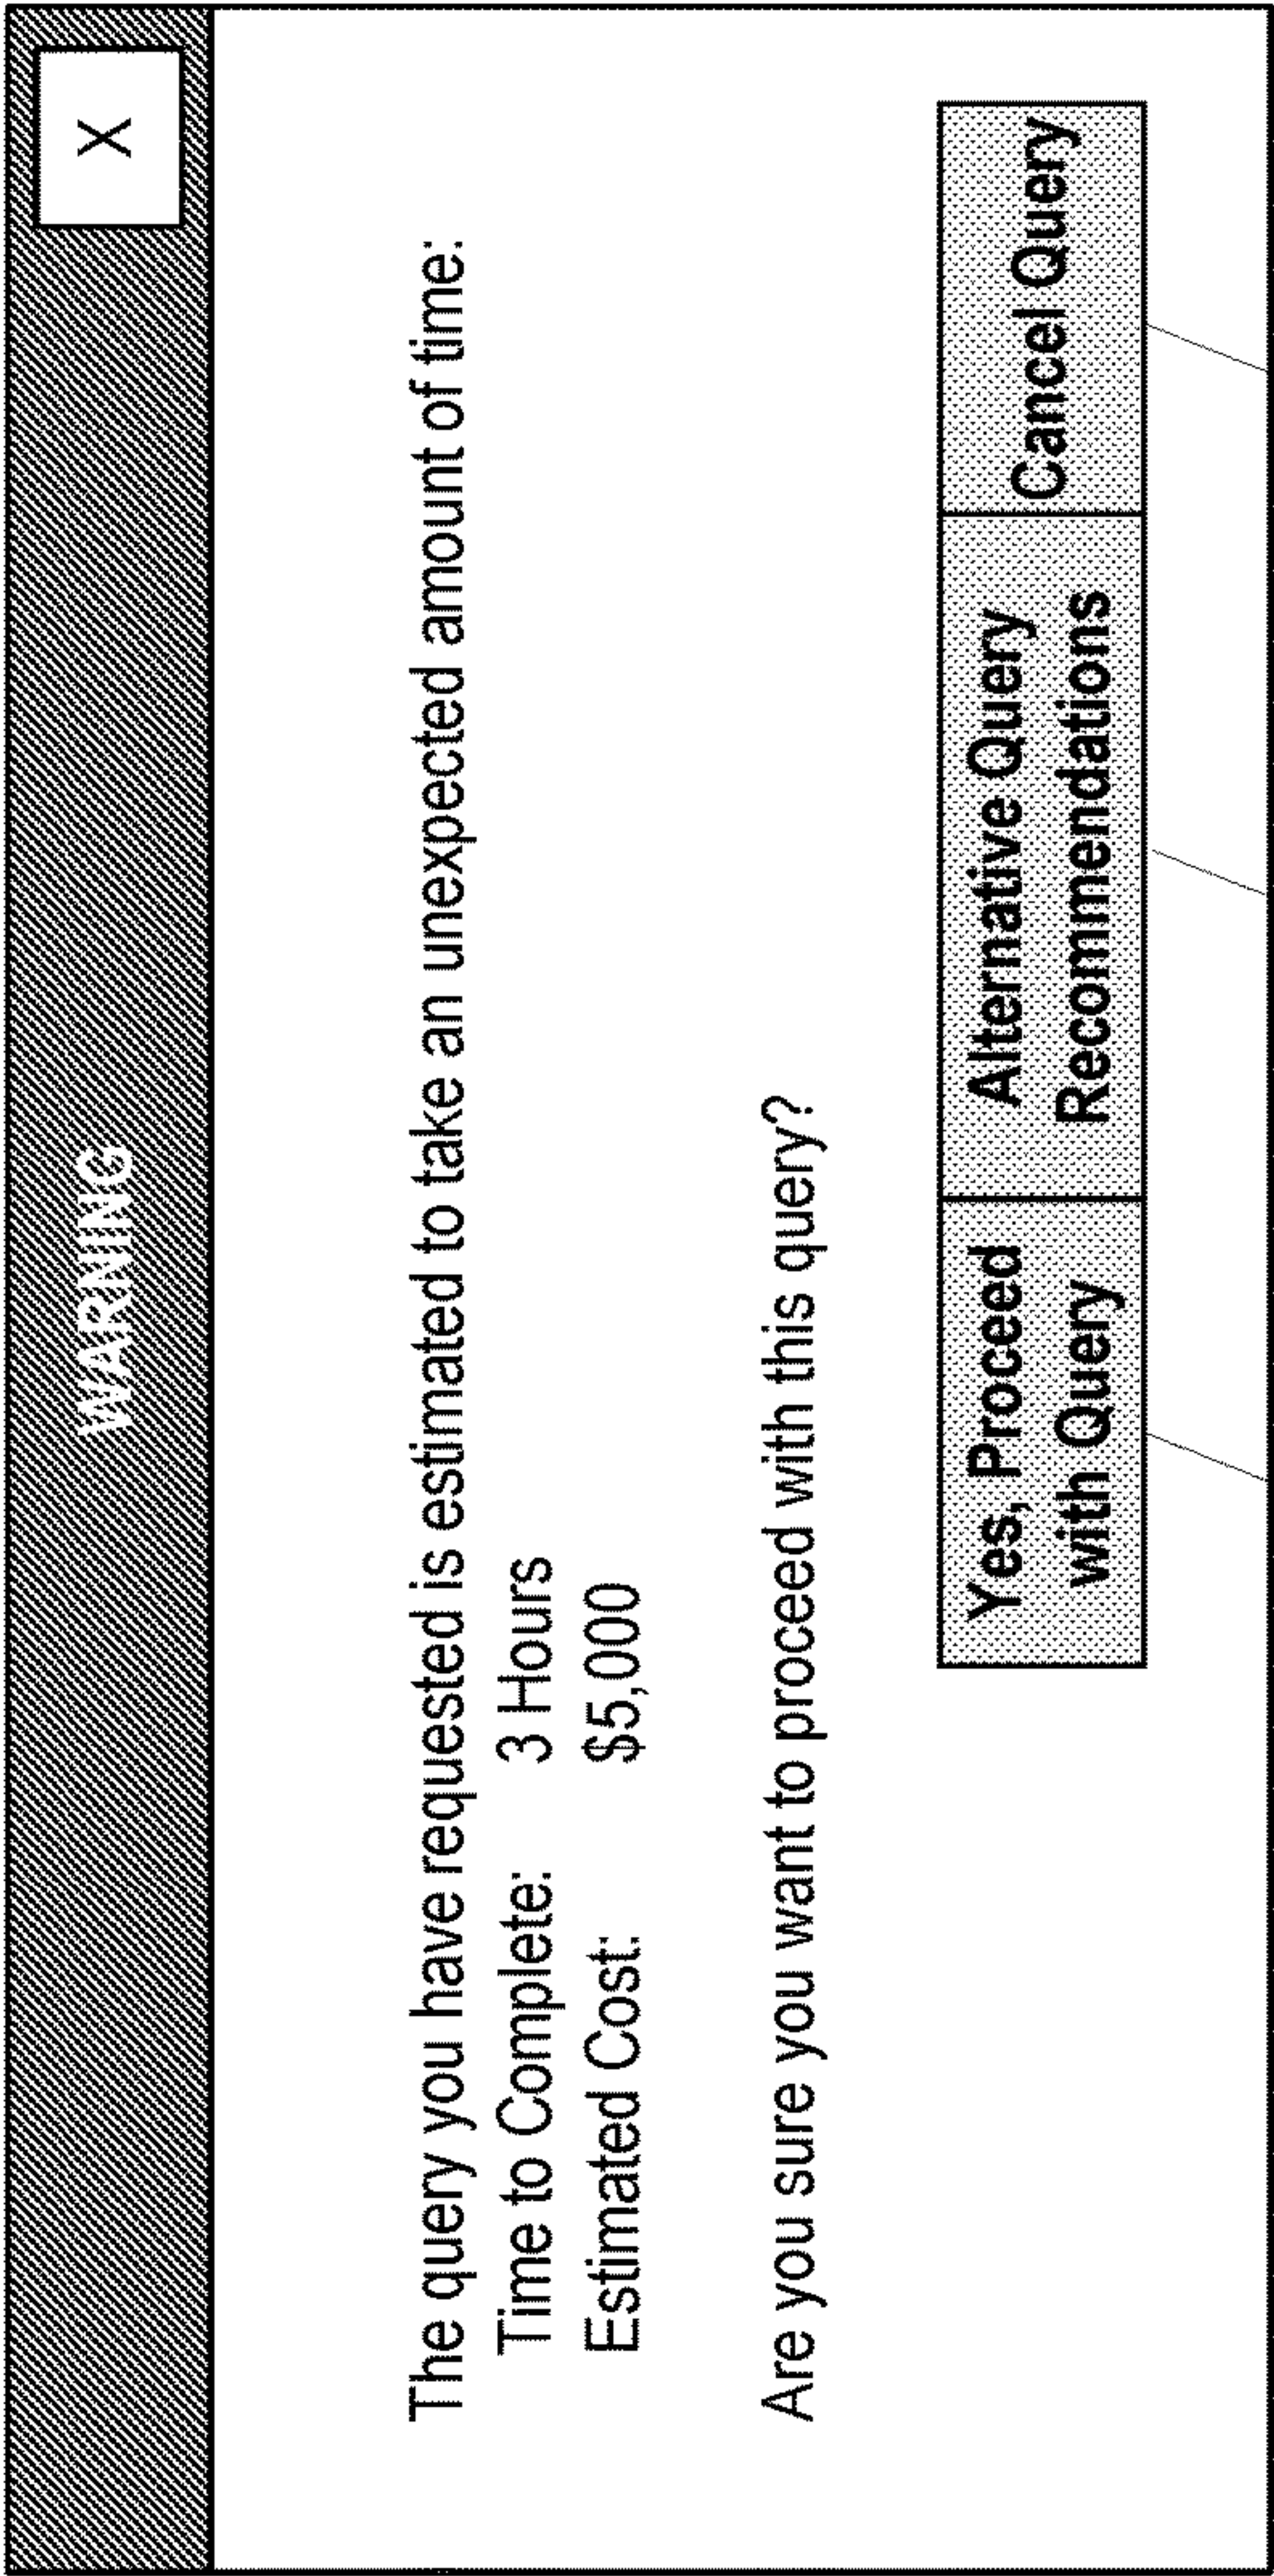 WARNING
X
The query you have requested is estimated to take an unexpected amount of time:
Time to Complete: 3 Hours
Estimated Cost: $5,000
Are you sure you want to proceed with this query?
Yes, Proceed
with Query
Alternative Query
Recommendations
Cancel Query